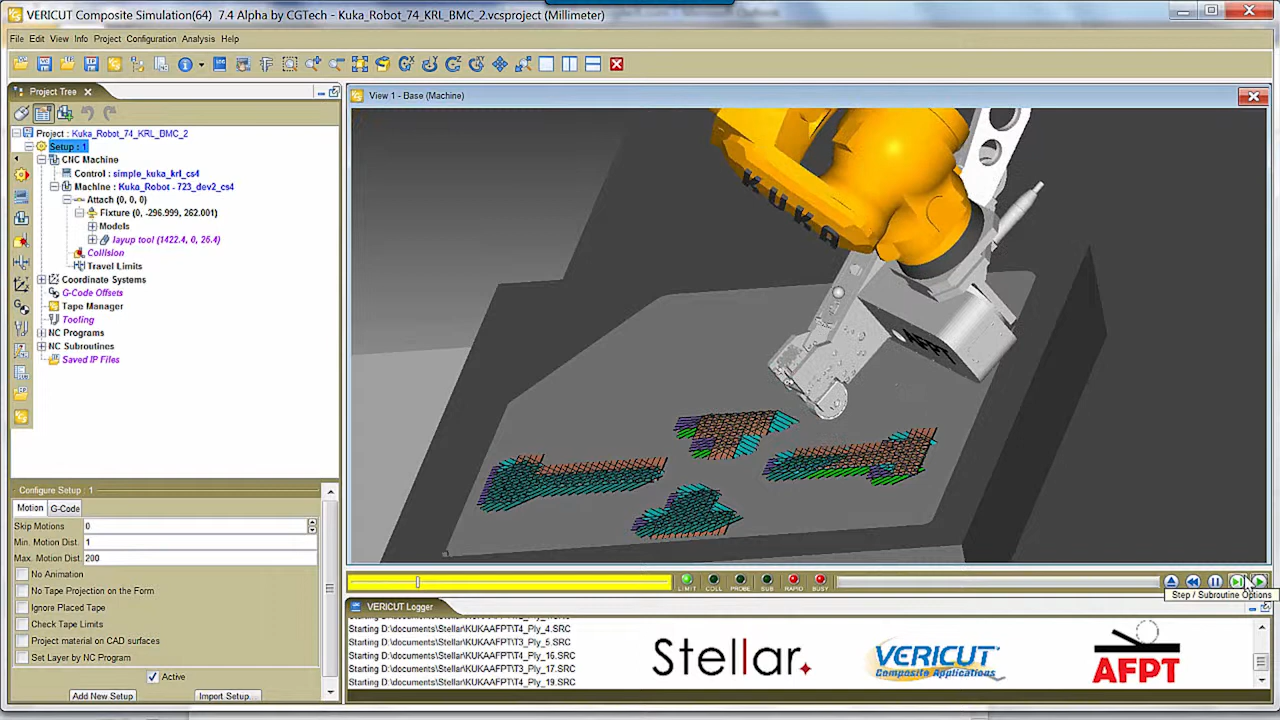 VERICUT Composite Simulation(64) 7.4 Alpha by CGTech - Kuka_Robot_74_KRL_BMC_2.vcsproject (Millimeter)
File Edit View Info Project Configuration Analysis Help
Project Tree
View 1 - Base (Machine)
Project : Kuka_Robot_74_KRL_BMC_2
Setup : 1
CNC Machine
Control : simple_kuka_krl_cs4
Machine : Kuka_Robot - 723_dev2_cs4
Attach (0, 0, 0)
Fixture (0, -296.999, 262.001)
Models
layup tool (1422.4, 0, 26.4)
Collision
Travel Limits
Coordinate Systems
G-Code Offsets
Tape Manager
Tooling
NC Programs
NC Subroutines
Saved IP Files
KUKA
AFPT
Configure Setup : 1
Motion G-Code
Skip Motions 0
Min. Motion Dist. 1
Max. Motion Dist. 200
No Animation
No Tape Projection on the Form
Ignore Placed Tape
Check Tape Limits
Project material on CAD surfaces
Set Layer by NC Program
Active
Add New Setup Import Setup...
LIMIT COLL PROBE SUB RAPID BUSY
Step / Subroutine Options
VERICUT Logger
Starting D:\documents\Stellar\KUKAAFPT\T4_Ply_4.SRC
Starting D:\documents\Stellar\KUKAAFPT\T3_Ply_5.SRC
Starting D:\documents\Stellar\KUKAAFPT\T4_Ply_16.SRC
Starting D:\documents\Stellar\KUKAAFPT\T4_Ply_17.SRC
Starting D:\documents\Stellar\KUKAAFPT\T4_Ply_19.SRC
Stellar
VERICUT
Composite Applications
AFPT